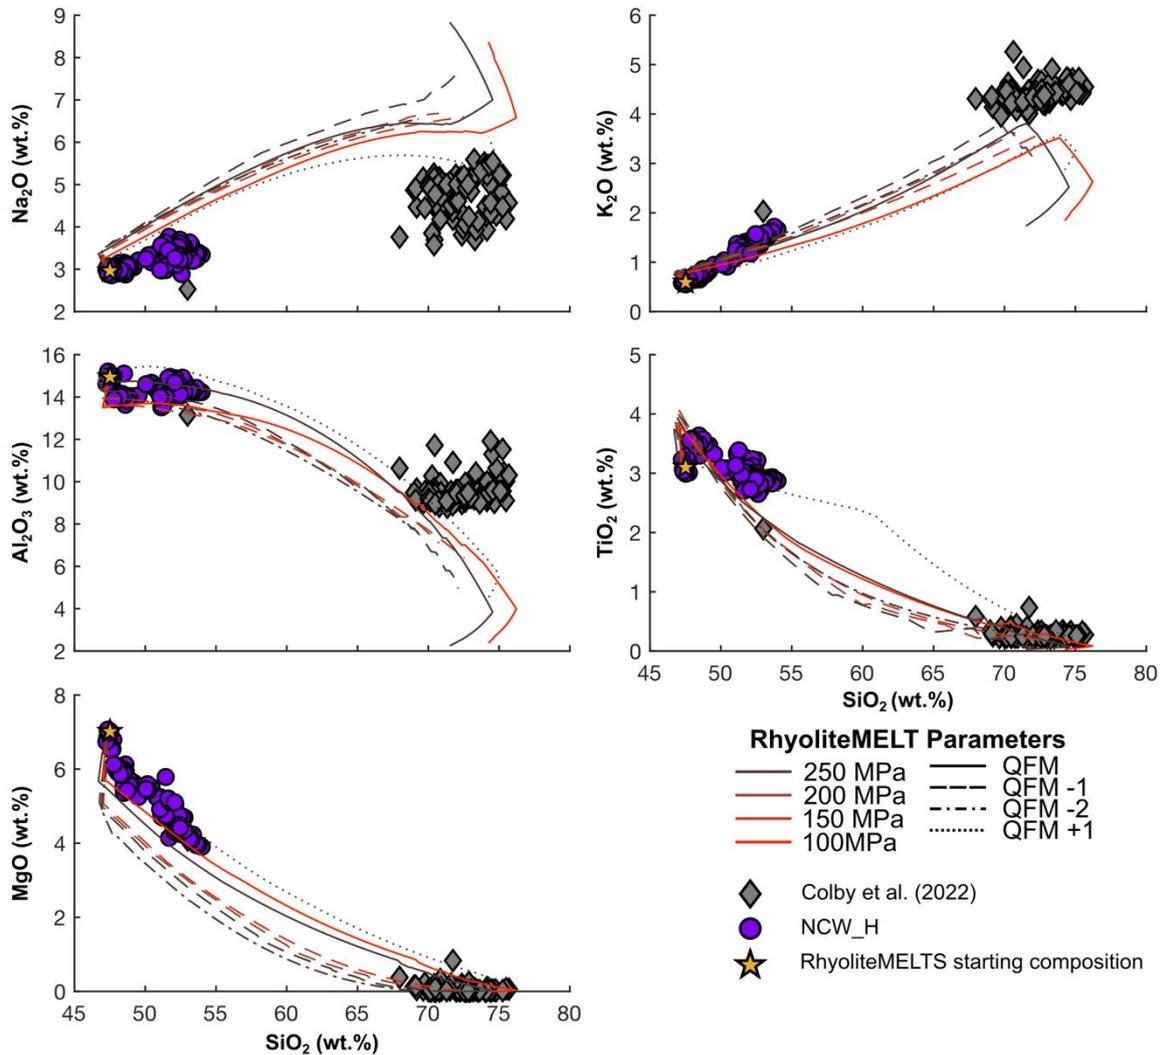 9
8
7
6
5
4
3
2
Na2O (wt.%)
6
5
4
3
2
1
0
K2O (wt.%)
16
14
12
10
8
6
4
2
Al2O3 (wt.%)
5
4
3
2
1
0
TiO2 (wt.%)
45 50 55 60 65 70 75 80
SiO2 (wt.%)
8
6
4
2
0
MgO (wt.%)
45 50 55 60 65 70 75 80
SiO2 (wt.%)
RhyoliteMELT Parameters
250 MPa
200 MPa
150 MPa
100MPa
QFM
QFM -1
QFM -2
QFM +1
Colby et al. (2022)
NCW_H
RhyoliteMELTS starting composition